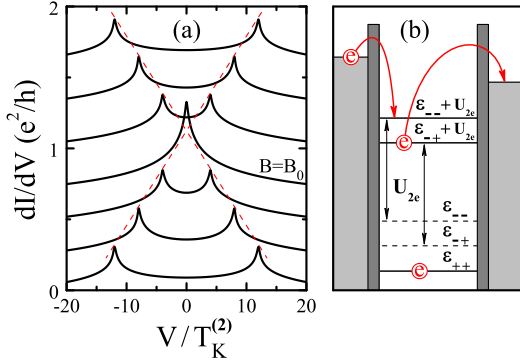 (a)
(b)
dI/dV (e²/h)
2
1
0
B=B₀
-20 -10 0 10 20
V/T_K^(2)
e
ε₋₋ + U₂ₑ
ε₋₊ + U₂ₑ
e
U₂ₑ
ε₋₋
ε₋₊
ε₊₊
e